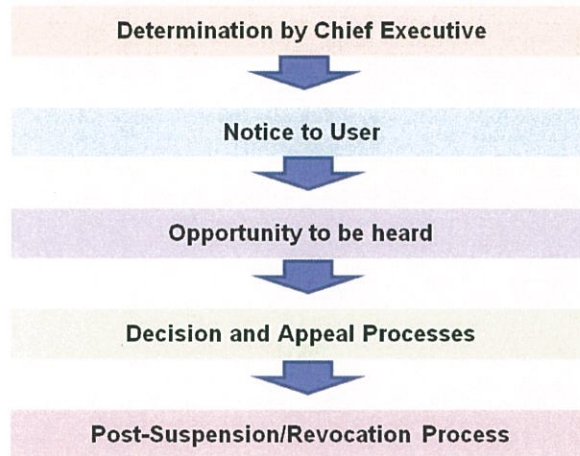 Determination by Chief Executive
Notice to User
Opportunity to be heard
Decision and Appeal Processes
Post-Suspension/Revocation Process